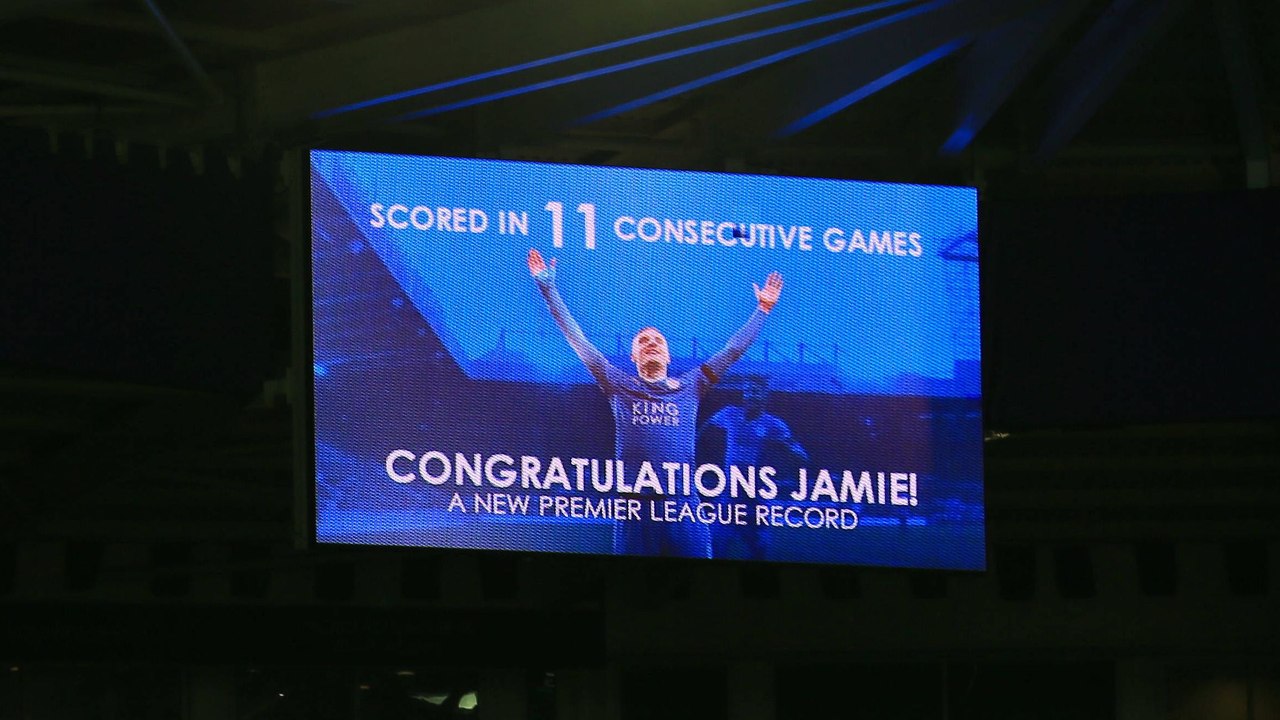 SCORED IN 11 CONSECUTIVE GAMES
KING
POWER
CONGRATULATIONS JAMIE!
A NEW PREMIER LEAGUE RECORD